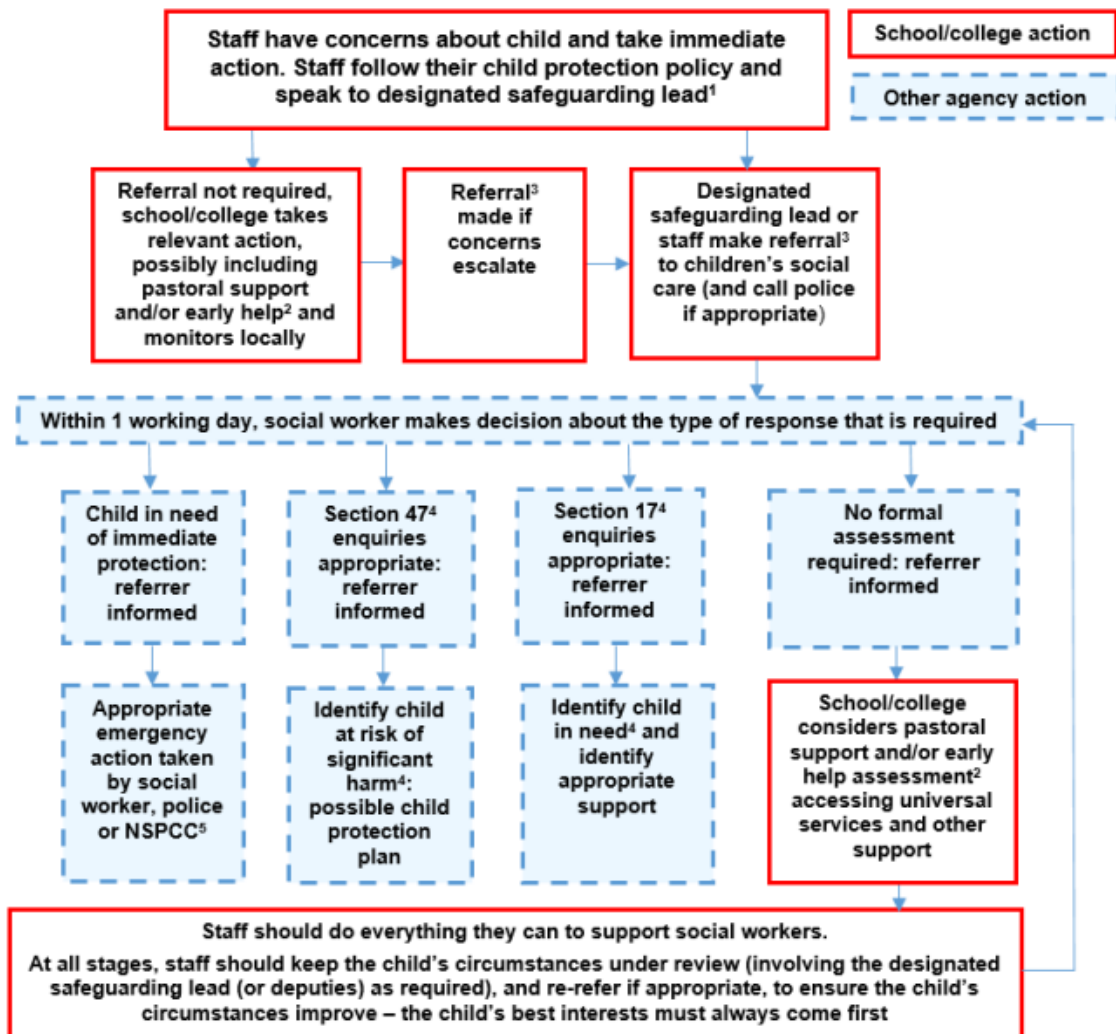 Staff have concerns about child and take immediate
action. Staff follow their child protection policy and
speak to designated safeguarding lead¹
School/college action
Other agency action
Referral not required,
school/college takes
relevant action,
possibly including
pastoral support
and/or early help² and
monitors locally
Referral³
made if
concerns
escalate
Designated
safeguarding lead or
staff make referral³
to children’s social
care (and call police
if appropriate)
Within 1 working day, social worker makes decision about the type of response that is required
Child in need
of immediate
protection:
referrer
informed
Section 47⁴
enquiries
appropriate:
referrer
informed
Section 17⁴
enquiries
appropriate:
referrer
informed
No formal
assessment
required: referrer
informed
Appropriate
emergency
action taken
by social
worker, police
or NSPCC⁵
Identify child
at risk of
significant
harm⁴:
possible child
protection
plan
Identify child
in need⁴ and
identify
appropriate
support
School/college
considers pastoral
support and/or early
help assessment²
accessing universal
services and other
support
Staff should do everything they can to support social workers.
At all stages, staff should keep the child’s circumstances under review (involving the designated
safeguarding lead (or deputies) as required), and re-refer if appropriate, to ensure the child’s
circumstances improve – the child’s best interests must always come first